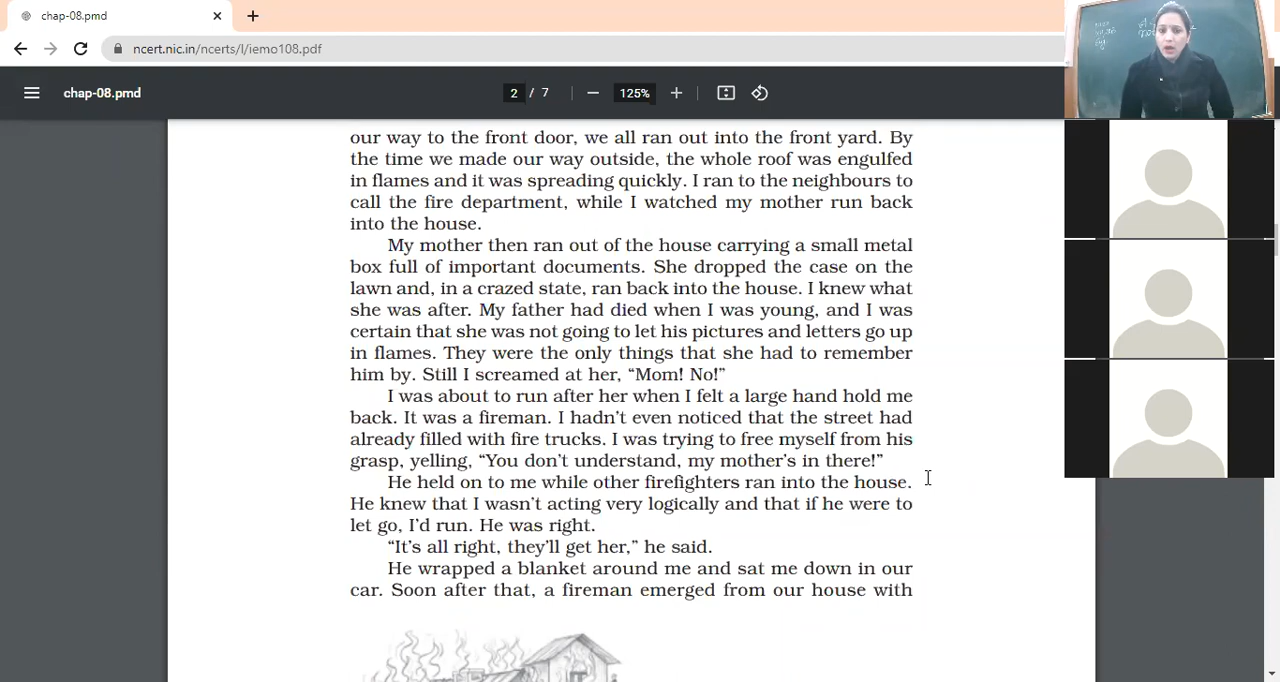 chap-08.pmd
ncert.nic.in/ncerts/l/iemo108.pdf
chap-08.pmd
2 / 7
125%
our way to the front door, we all ran out into the front yard. By
the time we made our way outside, the whole roof was engulfed
in flames and it was spreading quickly. I ran to the neighbours to
call the fire department, while I watched my mother run back
into the house.
My mother then ran out of the house carrying a small metal
box full of important documents. She dropped the case on the
lawn and, in a crazed state, ran back into the house. I knew what
she was after. My father had died when I was young, and I was
certain that she was not going to let his pictures and letters go up
in flames. They were the only things that she had to remember
him by. Still I screamed at her, “Mom! No!”
I was about to run after her when I felt a large hand hold me
back. It was a fireman. I hadn’t even noticed that the street had
already filled with fire trucks. I was trying to free myself from his
grasp, yelling, “You don’t understand, my mother’s in there!”
He held on to me while other firefighters ran into the house.
He knew that I wasn’t acting very logically and that if he were to
let go, I’d run. He was right.
“It’s all right, they’ll get her,” he said.
He wrapped a blanket around me and sat me down in our
car. Soon after that, a fireman emerged from our house with